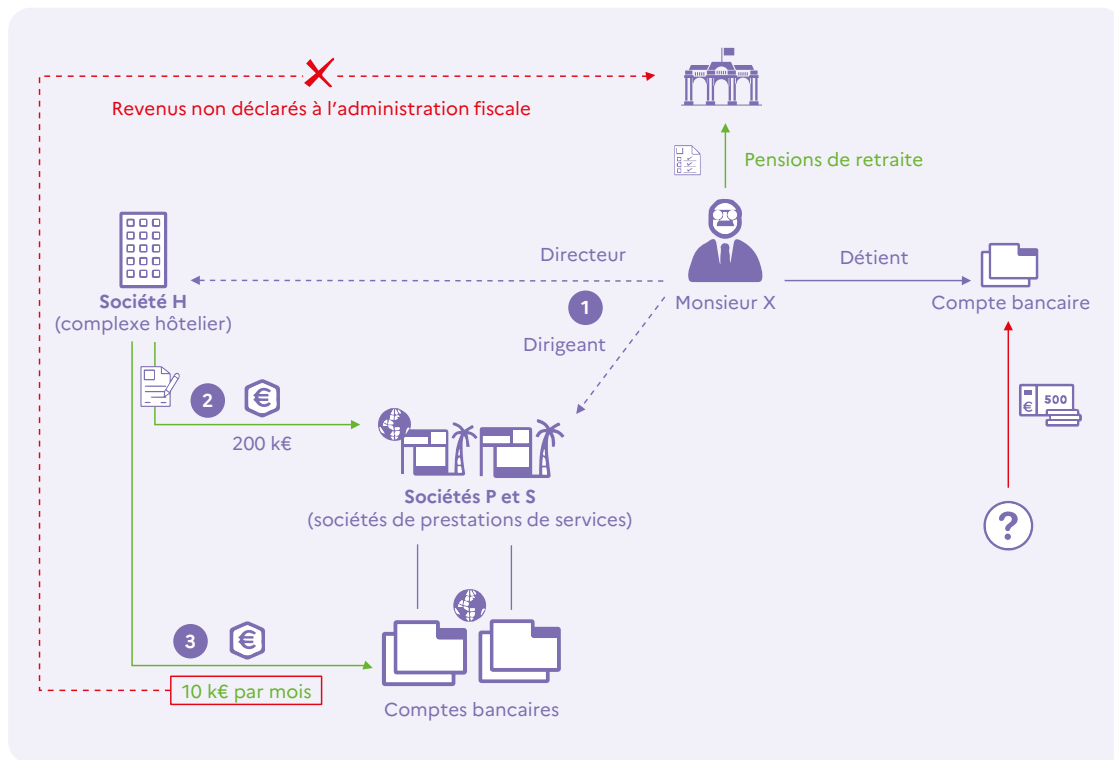 Revenus non déclarés à l'administration fiscale
Pensions de retraite
Directeur
Détient
Société H
(complexe hôtelier)
1
Monsieur X
Compte bancaire
Dirigeant
2
€
200 k€
€ 500
Sociétés P et S
(sociétés de prestations de services)
?
3
€
10 k€ par mois
Comptes bancaires